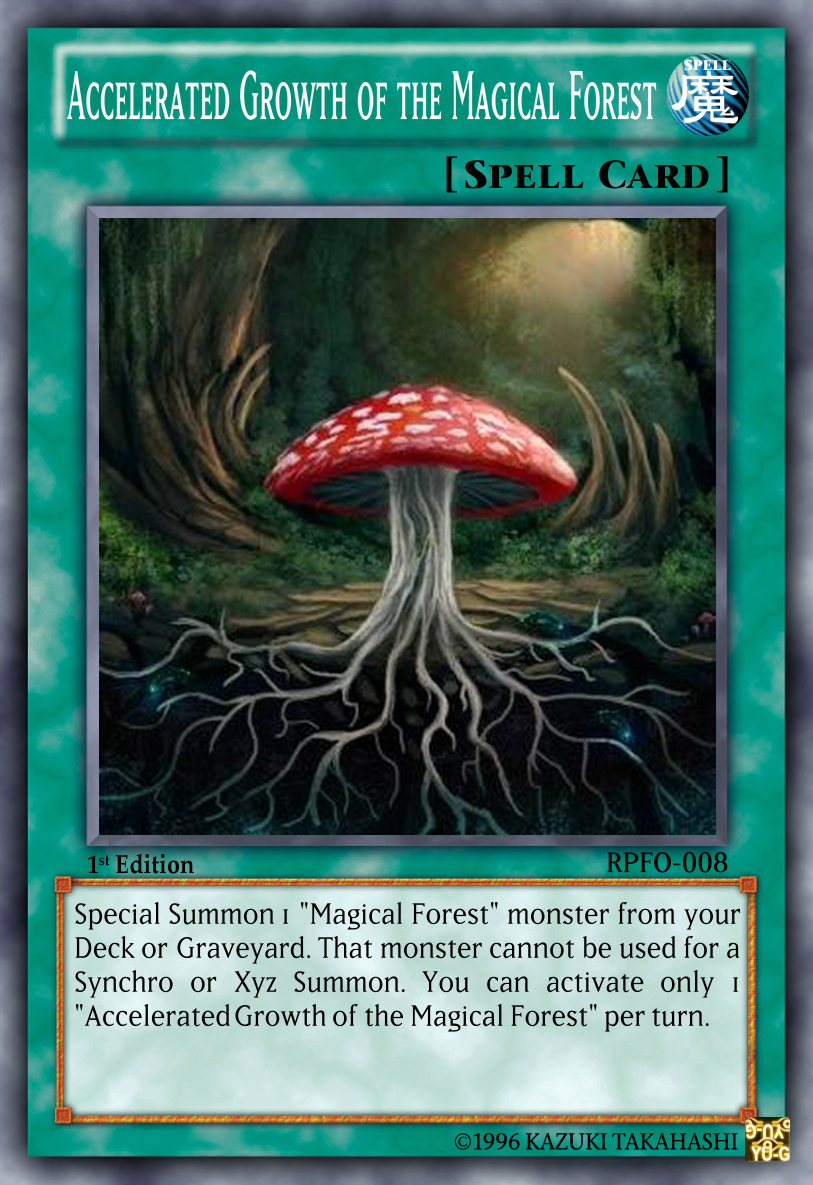 Accelerated Growth of the Magical Forest
SPELL
魔
[Spell Card]
1st Edition
RPFO-008
Special Summon 1 "Magical Forest" monster from your
Deck or Graveyard. That monster cannot be used for a
Synchro or Xyz Summon. You can activate only 1
"Accelerated Growth of the Magical Forest" per turn.
©1996 KAZUKI TAKAHASHI